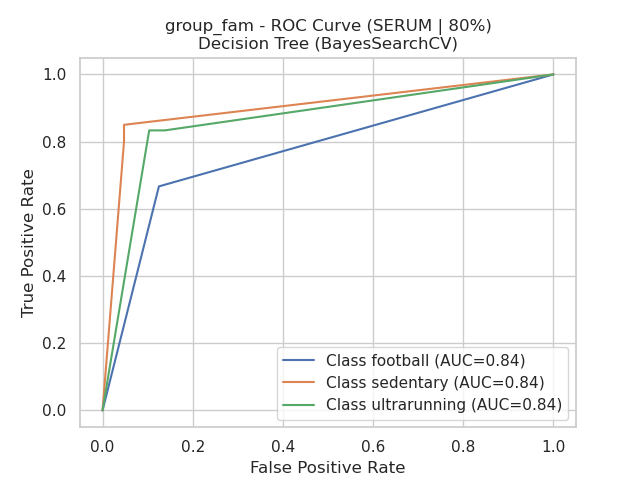 group_fam - ROC Curve (SERUM | 80%)
Decision Tree (BayesSearchCV)
True Positive Rate
1.0
0.8
0.6
0.4
0.2
0.0
Class football (AUC=0.84)
Class sedentary (AUC=0.84)
Class ultrarunning (AUC=0.84)
0.0 0.2 0.4 0.6 0.8 1.0
False Positive Rate